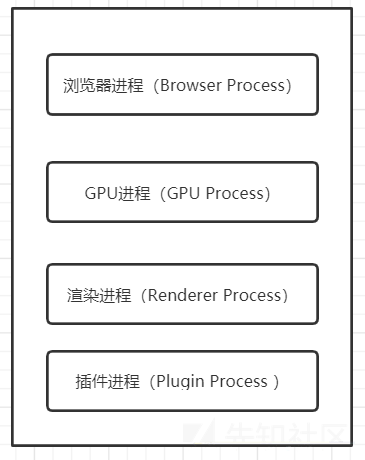 浏览器进程（Browser Process）
GPU进程（GPU Process）
渲染进程（Renderer Process）
插件进程（Plugin Process ）
先知社区